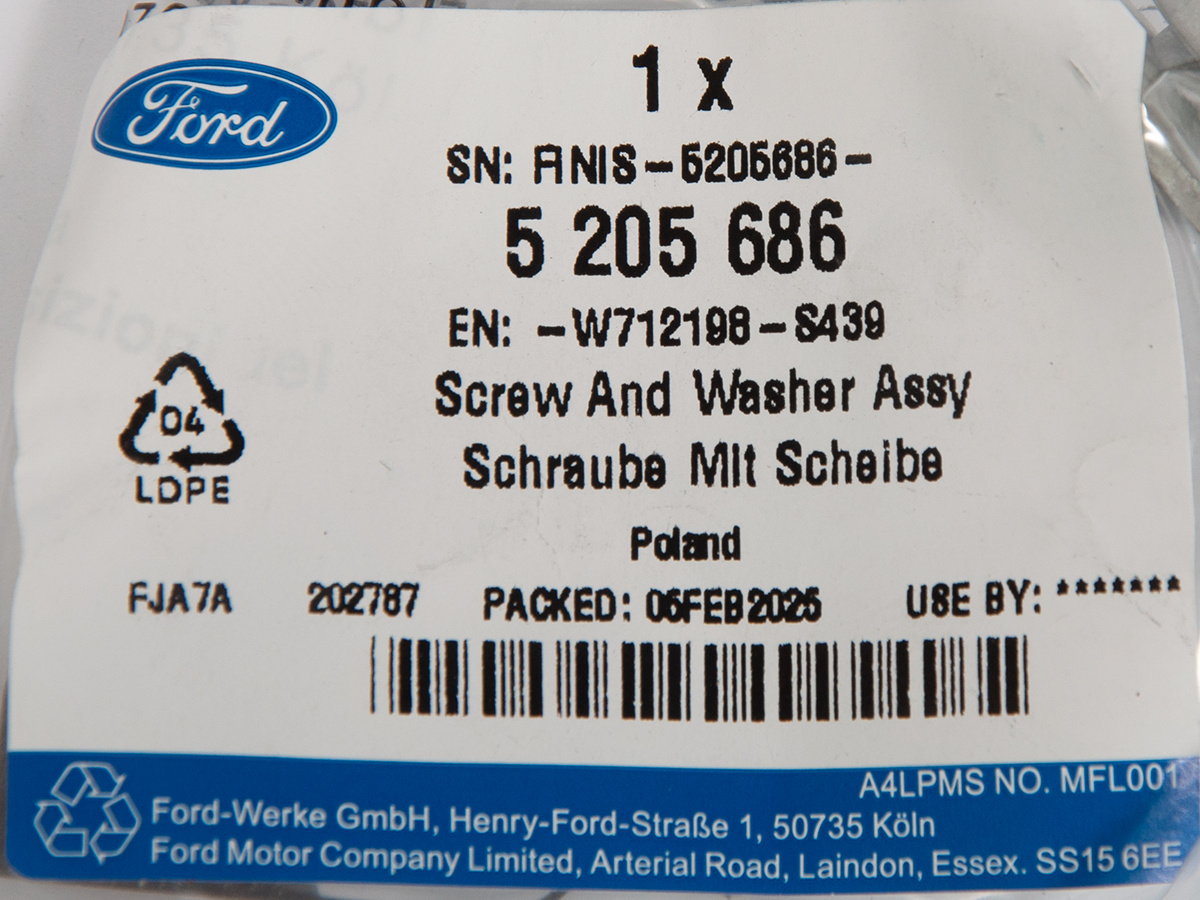 Ford
1 x
SN: FINIS-5205686-
5 205 686
EN: -W712198-S439
Screw And Washer Assy
Schraube Mit Scheibe
04
LDPE
Poland
FJA7A 202787 PACKED: 05FEB2025 USE BY: *******
A4LPMS NO. MFL001
Ford-Werke GmbH, Henry-Ford-Straße 1, 50735 Köln
Ford Motor Company Limited, Arterial Road, Laindon, Essex. SS15 6EE